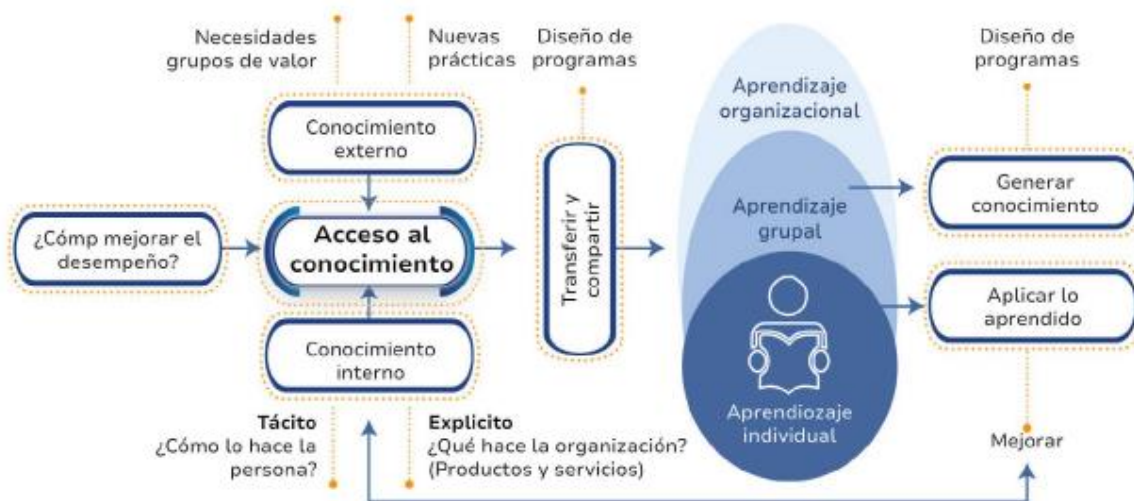 Necesidades
grupos de valor
Nuevas
prácticas
Diseño de
programas
Diseño de
programas
Conocimiento
externo
Aprendizaje
organizacional
Generar
conocimiento
¿Cómp mejorar el
desempeño?
Acceso al
conocimiento
Transferir y
compartir
Aprendizaje
grupal
Aplicar lo
aprendido
Conocimiento
interno
Aprendiozaje
individual
Tácito
¿Cómo lo hace la
persona?
Explicito
¿Qué hace la organización?
(Productos y servicios)
Mejorar